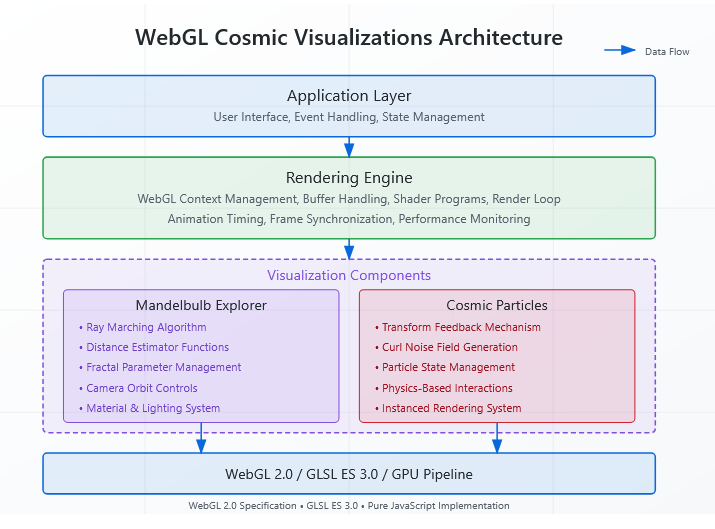 WebGL Cosmic Visualizations Architecture
Data Flow
Application Layer
User Interface, Event Handling, State Management
Rendering Engine
WebGL Context Management, Buffer Handling, Shader Programs, Render Loop
Animation Timing, Frame Synchronization, Performance Monitoring
Visualization Components
Mandelbulb Explorer
• Ray Marching Algorithm
• Distance Estimator Functions
• Fractal Parameter Management
• Camera Orbit Controls
• Material & Lighting System
Cosmic Particles
• Transform Feedback Mechanism
• Curl Noise Field Generation
• Particle State Management
• Physics-Based Interactions
• Instanced Rendering System
WebGL 2.0 / GLSL ES 3.0 / GPU Pipeline
WebGL 2.0 Specification • GLSL ES 3.0 • Pure JavaScript Implementation